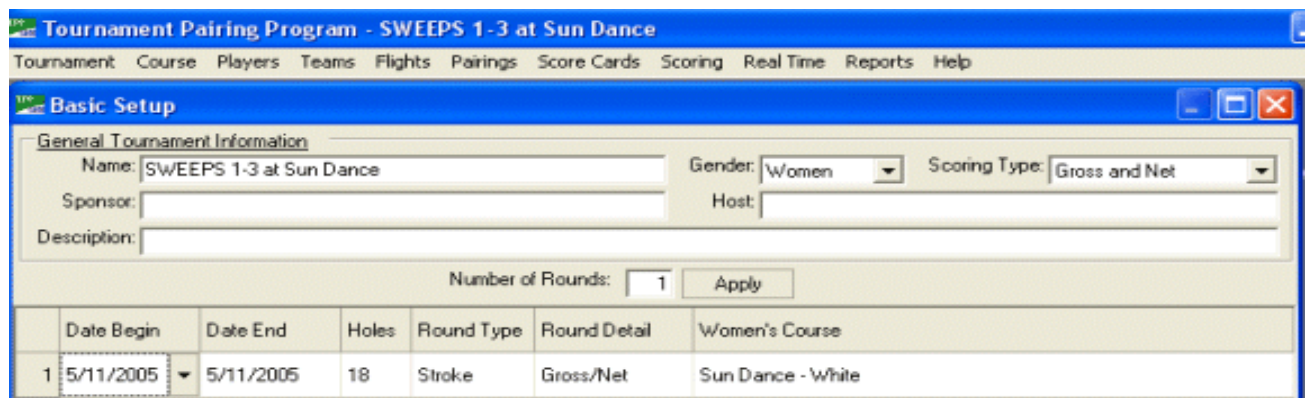 Tournament Pairing Program - SWEEPS 1-3 at Sun Dance
Tournament Course Players Teams Flights Pairings Score Cards Scoring Real Time Reports Help
Basic Setup
General Tournament Information
Name: SWEEPS 1-3 at Sun Dance Gender: Women Scoring Type: Gross and Net
Sponsor: Host:
Description:
Number of Rounds: 1 Apply
Date Begin Date End Holes Round Type Round Detail Women's Course
1 5/11/2005 5/11/2005 18 Stroke Gross/Net Sun Dance - White